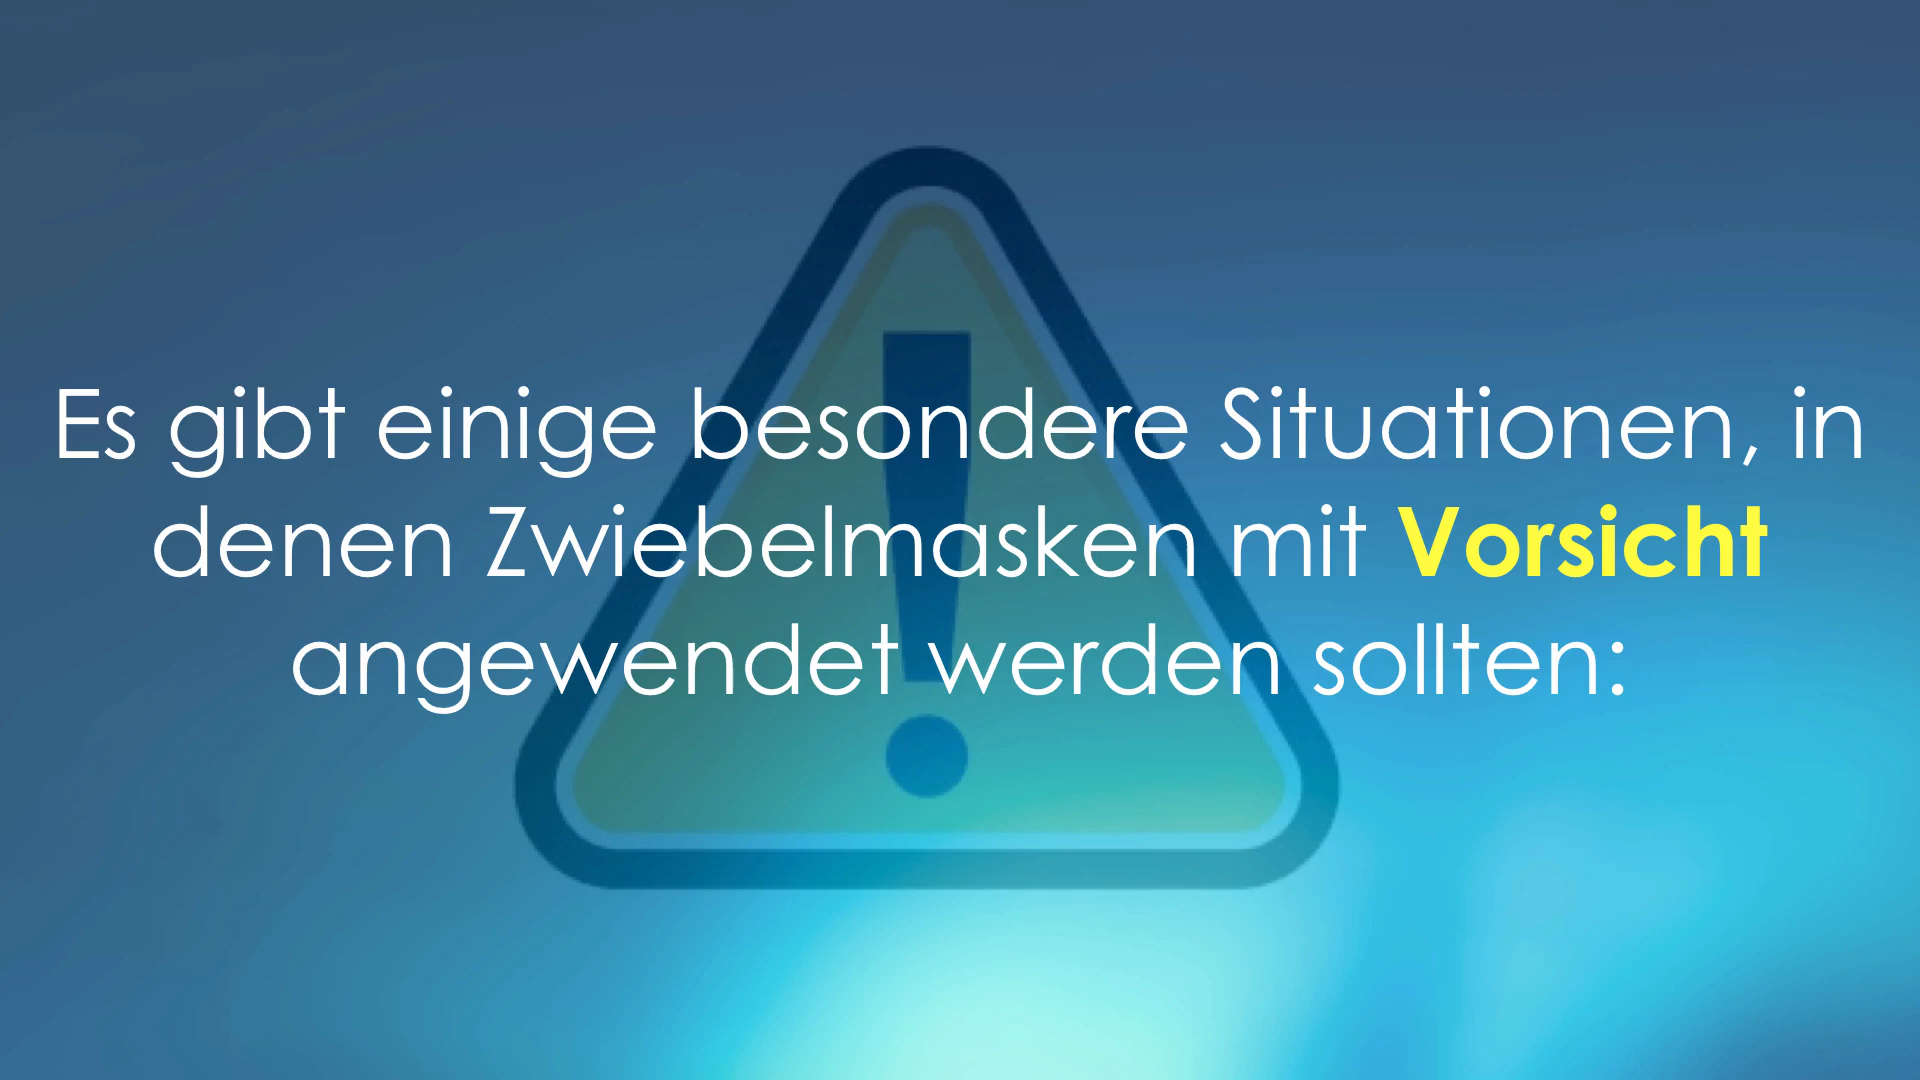 Es gibt einige besondere Situationen, in
denen Zwiebelmasken mit Vorsicht
angewendet werden sollten: